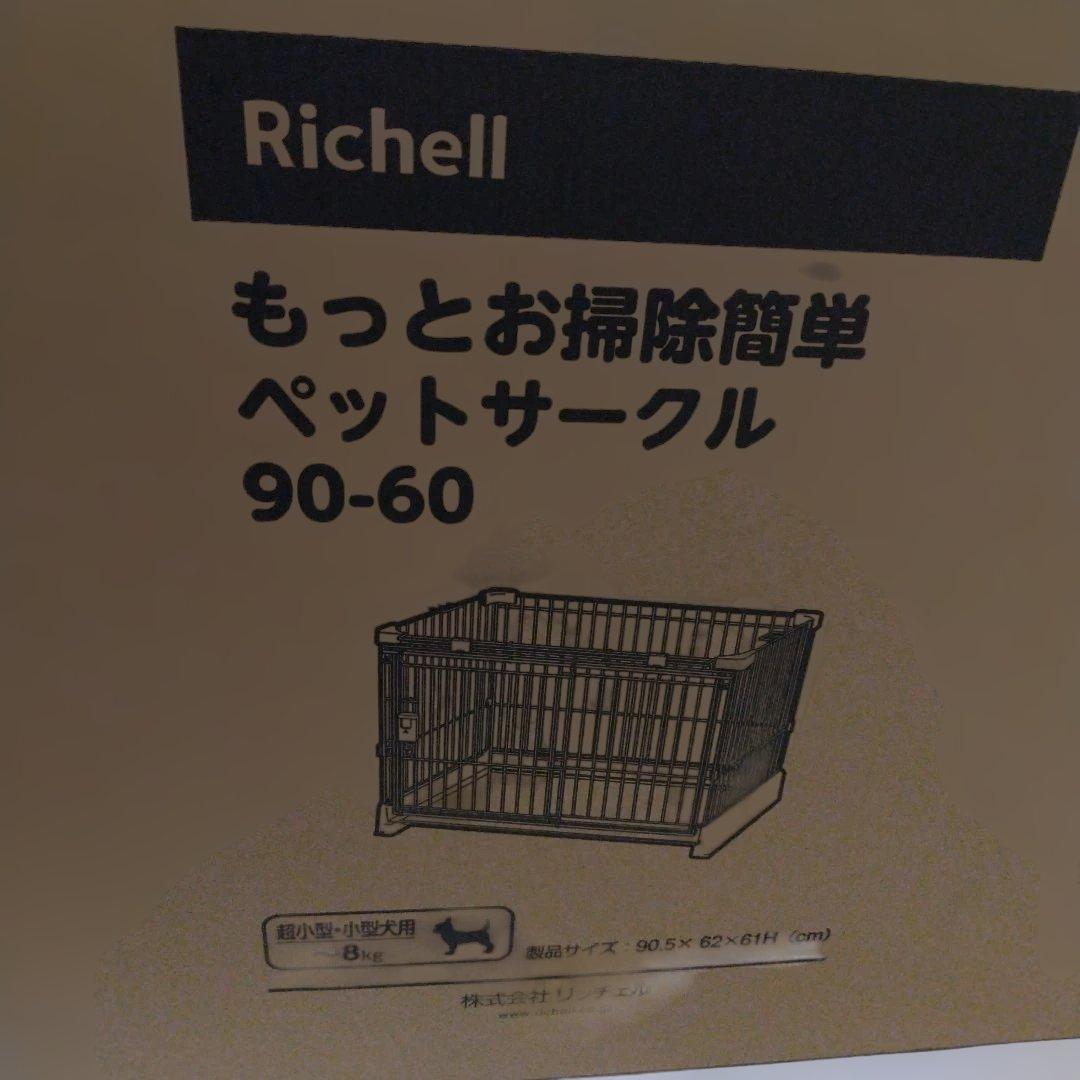 Richell
もっとお掃除簡単
ペットサークル
90-60
超小型・小型犬用
～8kg
製品サイズ：90.5×62×61H（cm）
株式会社リッチェル